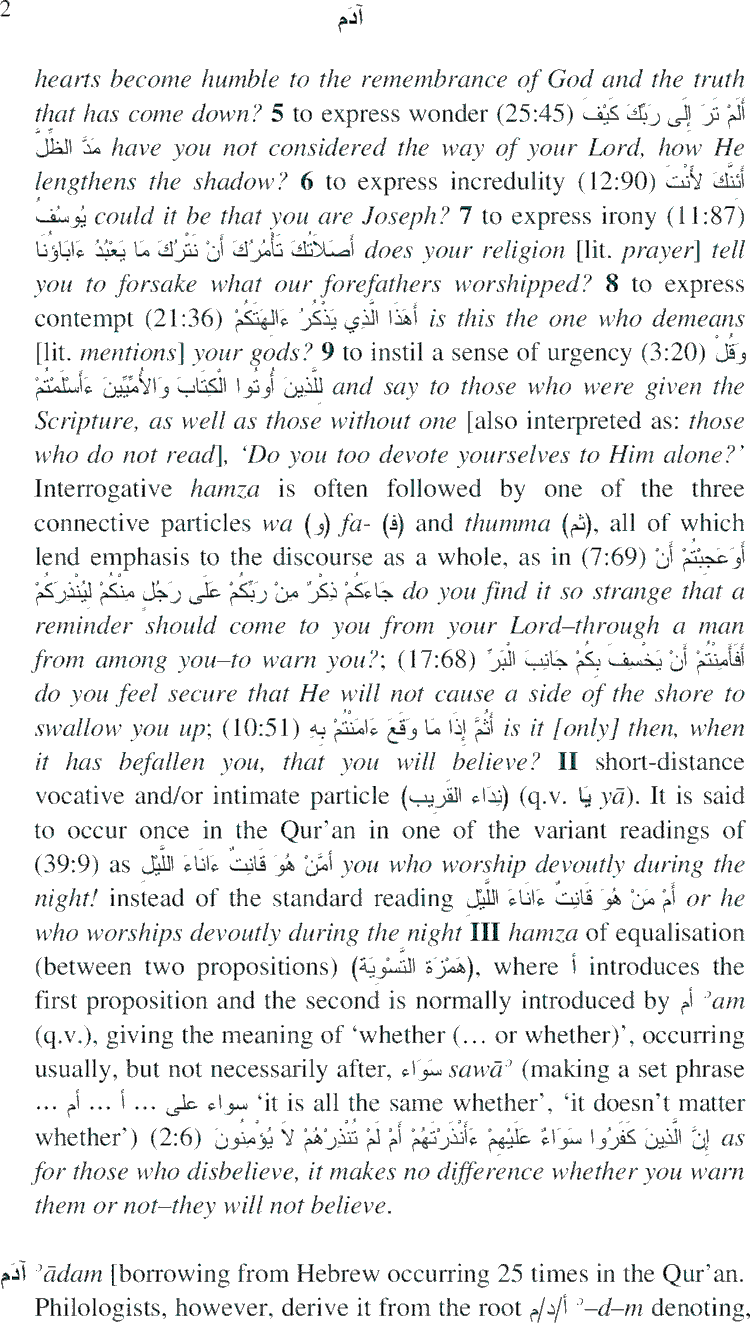 2
آدَم
hearts become humble to the remembrance of God and the truth
that has come down? 5 to express wonder (25:45) أَلَمْ تَرَ إِلَى رَبِّكَ كَيْفَ
مَدَّ الظِّلَّ have you not considered the way of your Lord, how He
lengthens the shadow? 6 to express incredulity (12:90) أَئِنَّكَ لأَنْتَ
يُوسُفُ could it be that you are Joseph? 7 to express irony (11:87)
أَصَلاَتُكَ تَأْمُرُكَ أَنْ نَتْرُكَ مَا يَعْبُدُ ءَابَاؤُنَا does your religion [lit. prayer] tell
you to forsake what our forefathers worshipped? 8 to express
contempt (21:36) أَهَذَا الَّذِي يَذْكُرُ ءَالِهَتَكُمْ is this the one who demeans
[lit. mentions] your gods? 9 to instil a sense of urgency (3:20) وَقُلْ
لِلَّذِينَ أُوتُوا الْكِتَابَ وَالأُمِّيِّينَ ءَأَسْلَمْتُمْ and say to those who were given the
Scripture, as well as those without one [also interpreted as: those
who do not read], ‘Do you too devote yourselves to Him alone?’
Interrogative hamza is often followed by one of the three
connective particles wa (و) fa- (فـ) and thumma (ثم), all of which
lend emphasis to the discourse as a whole, as in (7:69) أَوَعَجِبْتُمْ أَنْ
جَاءَكُمْ ذِكْرٌ مِنْ رَبِّكُمْ عَلَى رَجُلٍ مِنْكُمْ لِيُنْذِرَكُمْ do you find it so strange that a
reminder should come to you from your Lord–through a man
from among you–to warn you?; (17:68) أَفَأَمِنْتُمْ أَنْ يَخْسِفَ بِكُمْ جَانِبَ الْبَرِّ
do you feel secure that He will not cause a side of the shore to
swallow you up; (10:51) أَثُمَّ إِذَا مَا وَقَعَ ءَامَنْتُمْ بِهِ is it [only] then, when
it has befallen you, that you will believe? II short-distance
vocative and/or intimate particle (نِدَاء القَرِيب) (q.v. يَا yā). It is said
to occur once in the Qur’an in one of the variant readings of
(39:9) as أمَّنْ هُوَ قَانِتٌ ءَانَاءَ اللَّيْلِ you who worship devoutly during the
night! instead of the standard reading أَمْ مَنْ هُوَ قَانِتٌ ءَانَاءَ اللَّيْلِ or he
who worships devoutly during the night III hamza of equalisation
(between two propositions) (هَمْزَة التَّسْوِيَة), where أ introduces the
first proposition and the second is normally introduced by أم ʾam
(q.v.), giving the meaning of ‘whether (… or whether)’, occurring
usually, but not necessarily after, سَوَاء sawāʾ (making a set phrase
سواء على … أ … أم … ‘it is all the same whether’, ‘it doesn’t matter
whether’) (2:6) إِنَّ الَّذِينَ كَفَرُوا سَوَاءٌ عَلَيْهِمْ ءَأَنْذَرْتَهُمْ أَمْ لَمْ تُنْذِرْهُمْ لاَ يُؤْمِنُونَ as
for those who disbelieve, it makes no difference whether you warn
them or not–they will not believe.
آدَم ʾādam [borrowing from Hebrew occurring 25 times in the Qur’an.
Philologists, however, derive it from the root أ/د/م ʾ–d–m denoting,